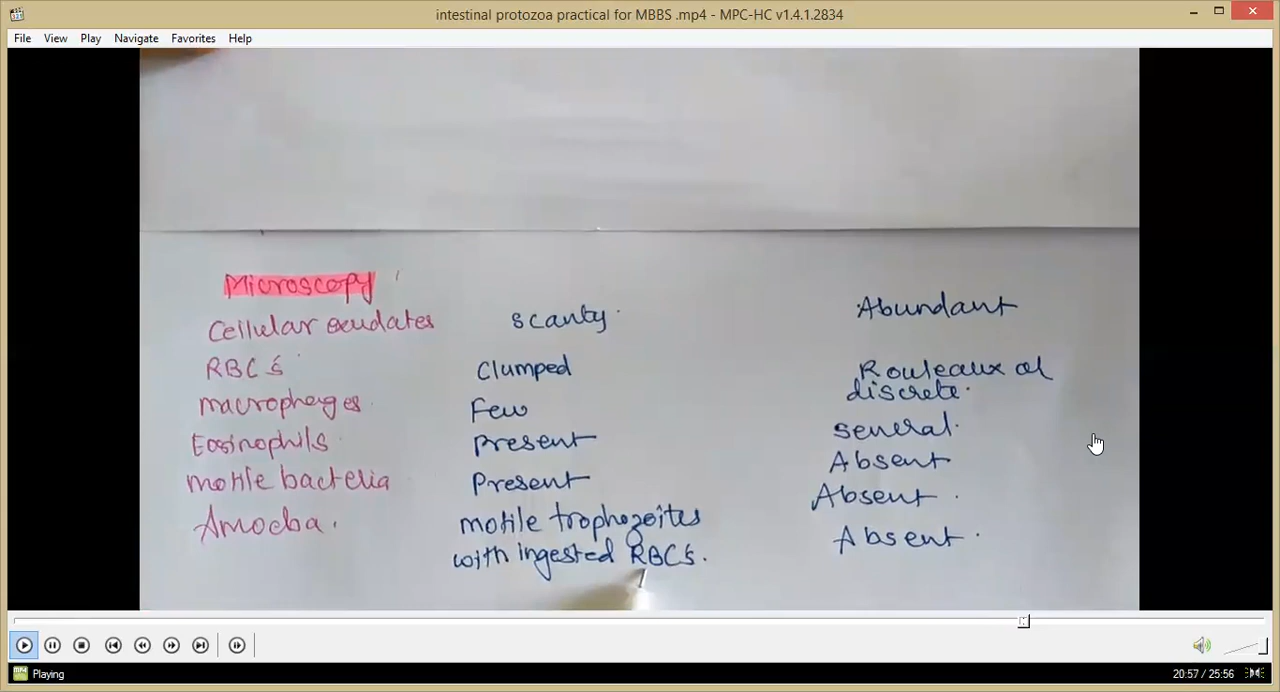 intestinal protozoa practical for MBBS .mp4 - MPC-HC v1.4.1.2834
File View Play Navigate Favorites Help
Microscopy
Cellular exudates scanty. Abundant
RBCs Clumped Rouleaux or
discrete.
macrophages Few several.
Eosinophils Present Absent
motile bacteria Present Absent
Amoeba. motile trophozoites Absent
with ingested RBCs.
Playing 20:57 / 25:56